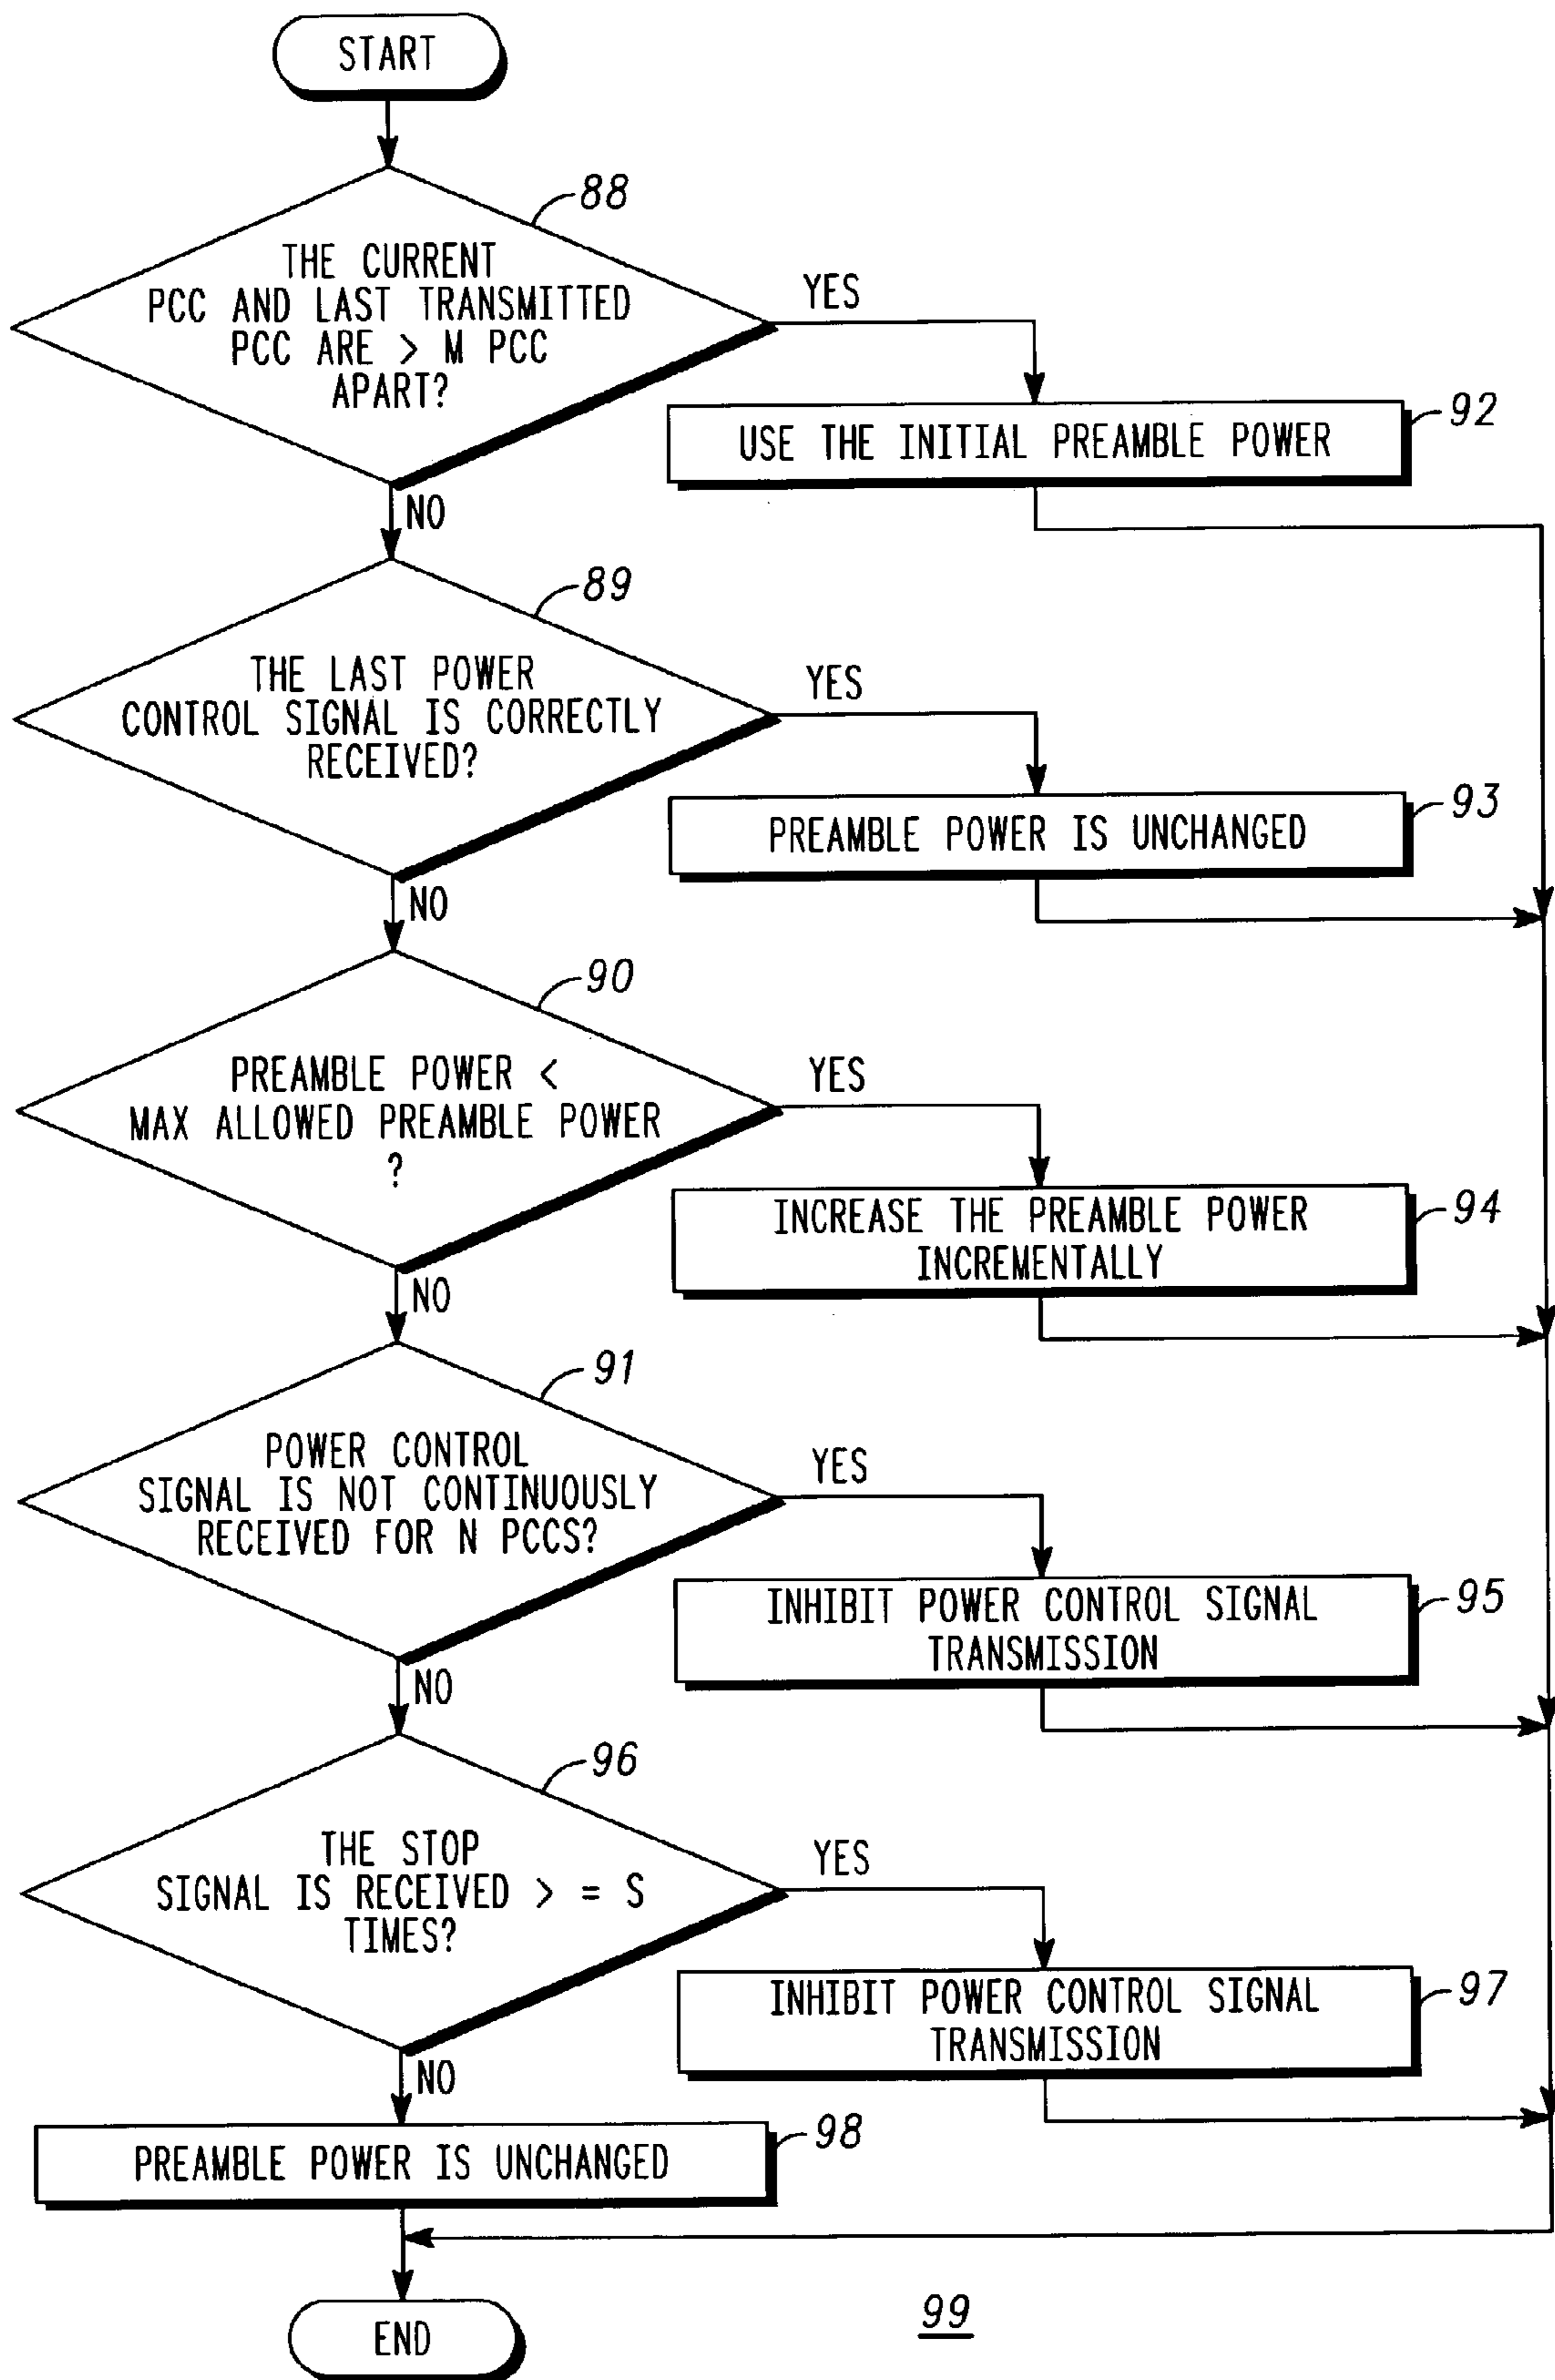 START
88
THE CURRENT
PCC AND LAST TRANSMITTED
PCC ARE > M PCC
APART?
YES
92
USE THE INITIAL PREAMBLE POWER
NO
89
THE LAST POWER
CONTROL SIGNAL IS CORRECTLY
RECEIVED?
YES
93
PREAMBLE POWER IS UNCHANGED
NO
90
PREAMBLE POWER <
MAX ALLOWED PREAMBLE POWER
?
YES
94
INCREASE THE PREAMBLE POWER
INCREMENTALLY
NO
91
POWER CONTROL
SIGNAL IS NOT CONTINUOUSLY
RECEIVED FOR N PCCS?
YES
95
INHIBIT POWER CONTROL SIGNAL
TRANSMISSION
NO
96
THE STOP
SIGNAL IS RECEIVED > = S
TIMES?
YES
97
INHIBIT POWER CONTROL SIGNAL
TRANSMISSION
NO
98
PREAMBLE POWER IS UNCHANGED
99
END